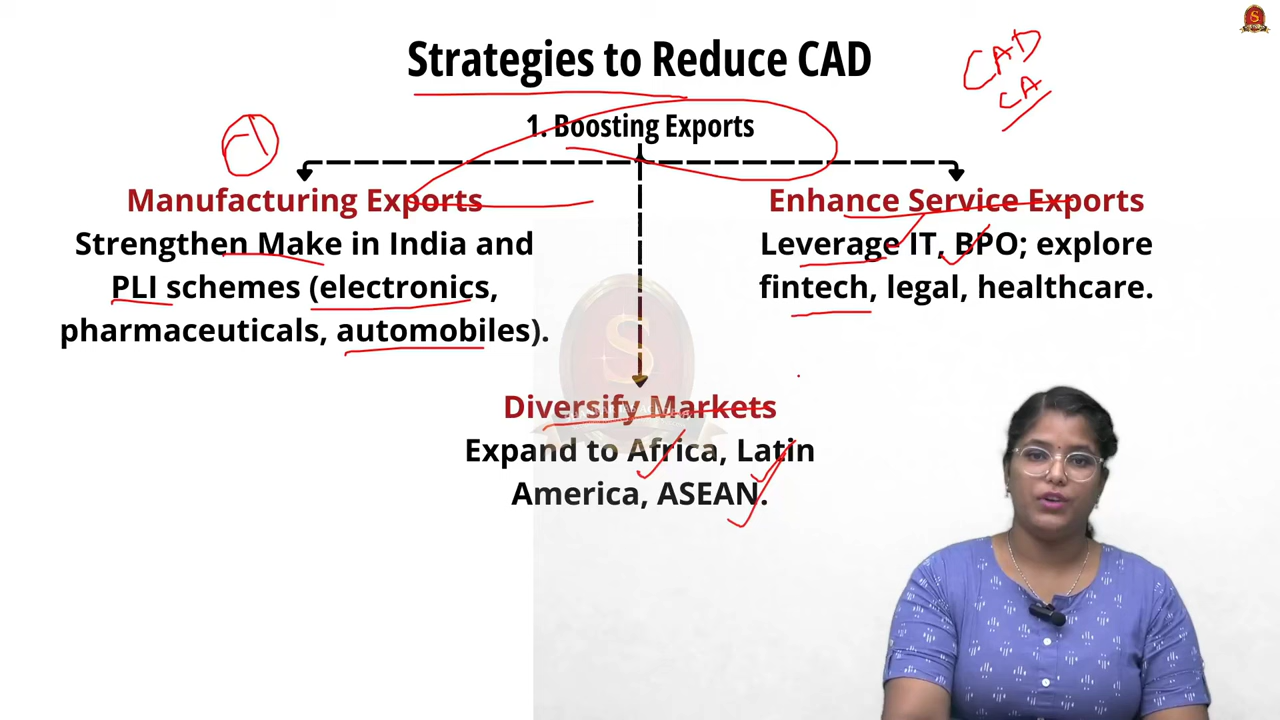 Strategies to Reduce CAD
CAD
CA
1. Boosting Exports
Manufacturing Exports
Strengthen Make in India and
PLI schemes (electronics,
pharmaceuticals, automobiles).
Enhance Service Exports
Leverage IT, BPO; explore
fintech, legal, healthcare.
Diversify Markets
Expand to Africa, Latin
America, ASEAN.
S